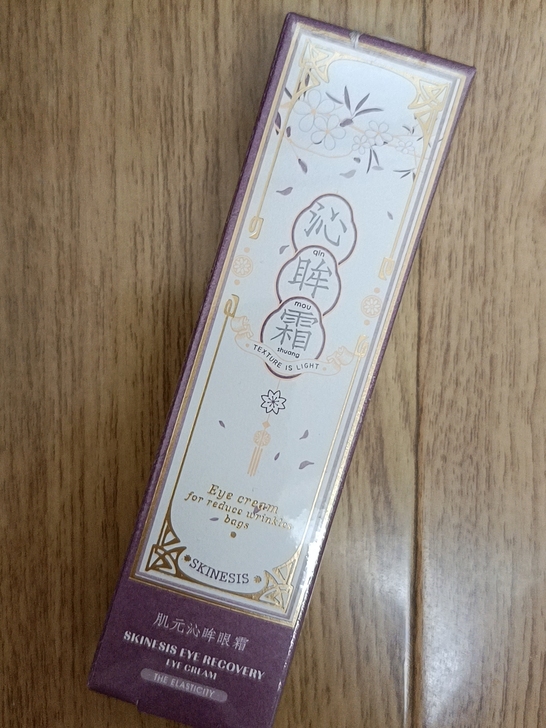 沁
qin
眸
mou
霜
shuang
TEXTURE IS LIGHT
Eye cream
for reduce wrinkles
bags
SKINESIS
肌元沁眸眼霜
SKINESIS EYE RECOVERY
EYE CREAM
THE ELASTICITY